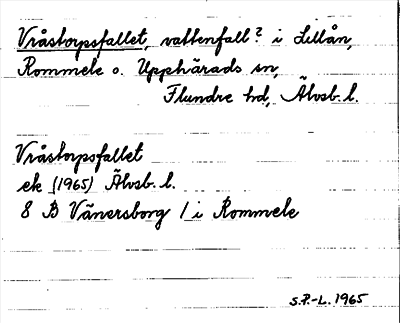 Vråstorpsfallet, vattenfall? i Lillån,
Rommele o. Upphärads sn,
Flundre hd, Älvsb. l.
Vråstorpsfallet
ek (1965) Älvsb. l.
8 B Vänersborg 1 i Rommele
S.P.-L. 1965